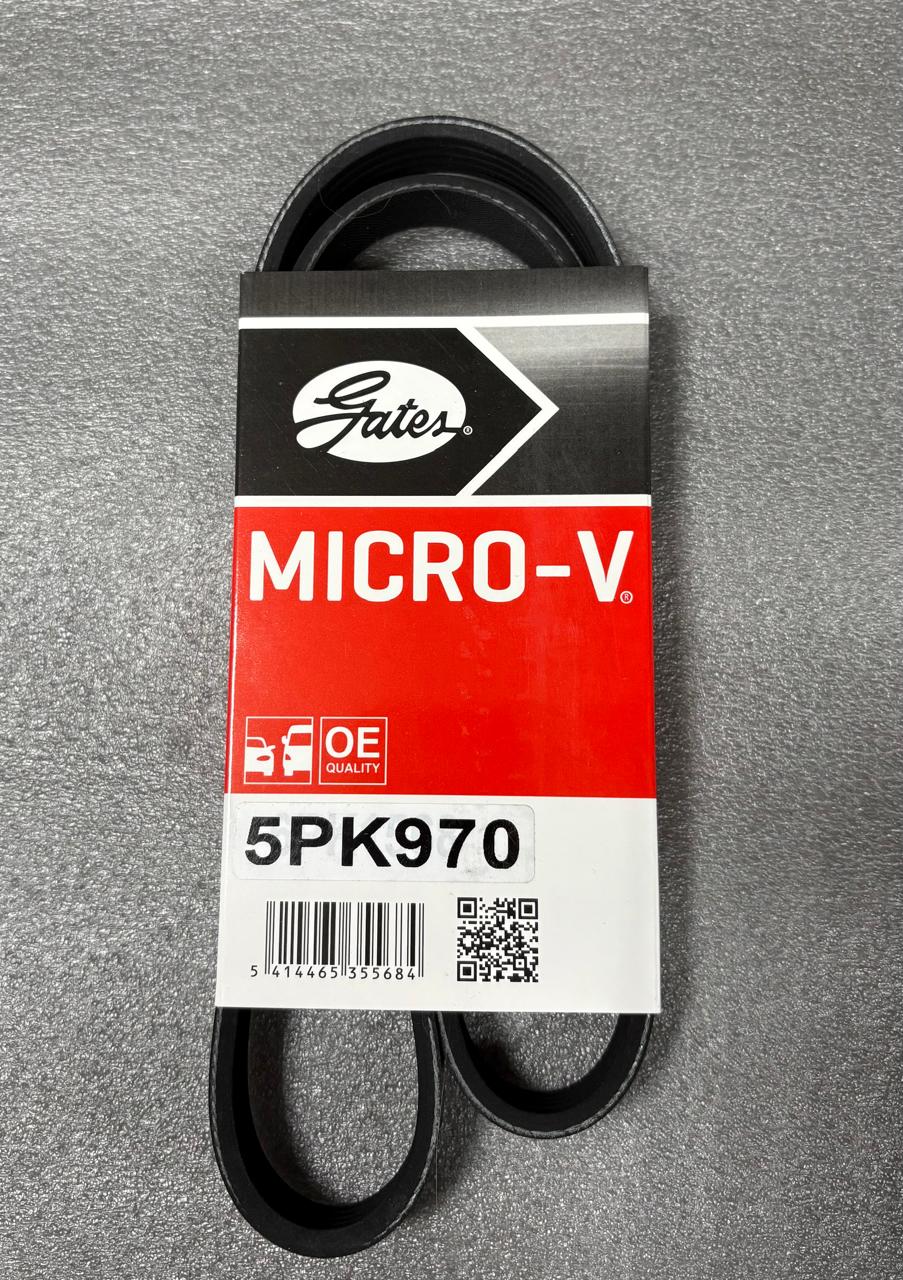 Gates®
MICRO-V®
OE
QUALITY
5PK970
5 414465 355684